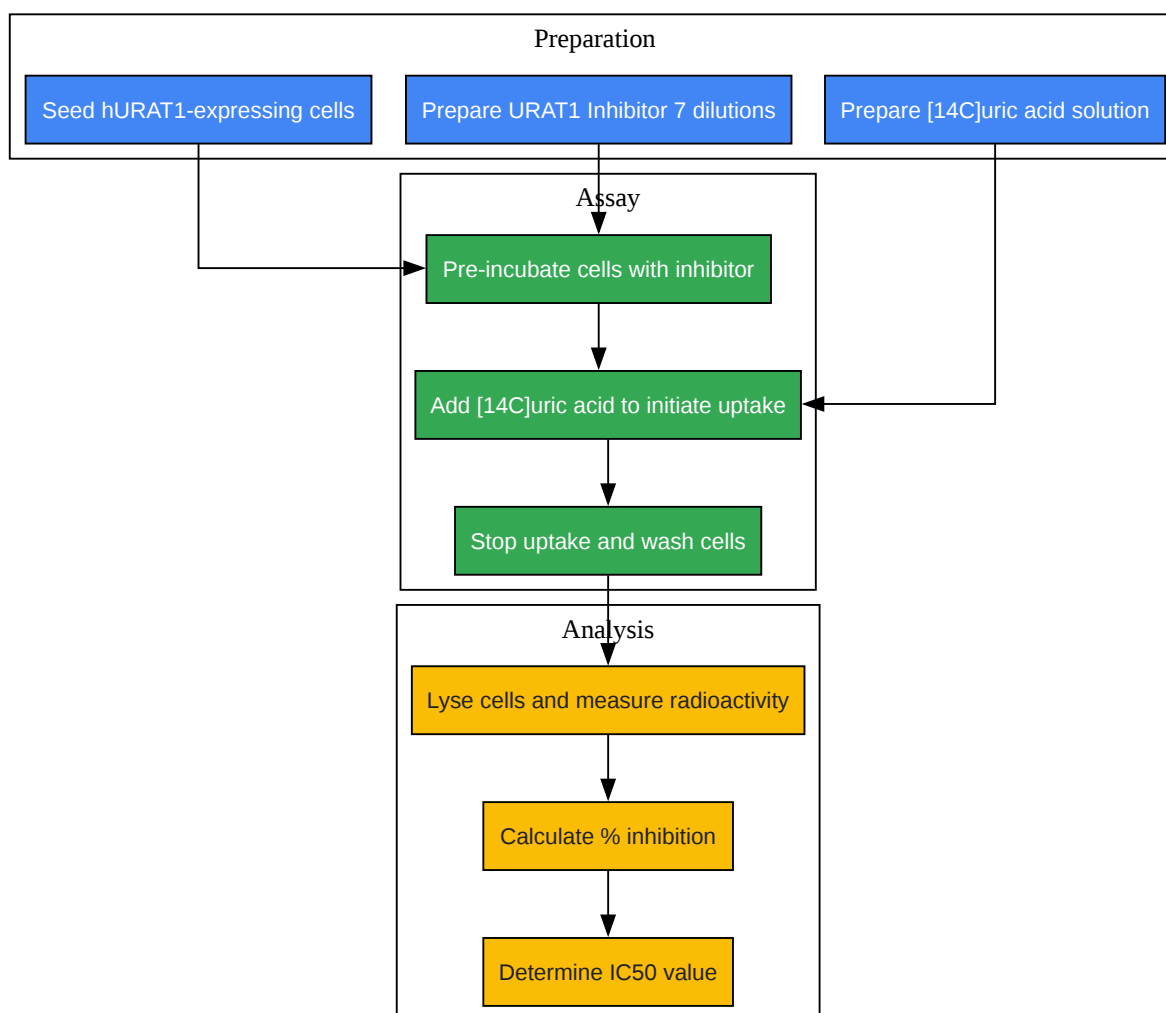 Preparation
Seed hURAT1-expressing cells
Prepare URAT1 Inhibitor 7 dilutions
Prepare [14C]uric acid solution
Assay
Pre-incubate cells with inhibitor
Add [14C]uric acid to initiate uptake
Stop uptake and wash cells
Analysis
Lyse cells and measure radioactivity
Calculate % inhibition
Determine IC50 value